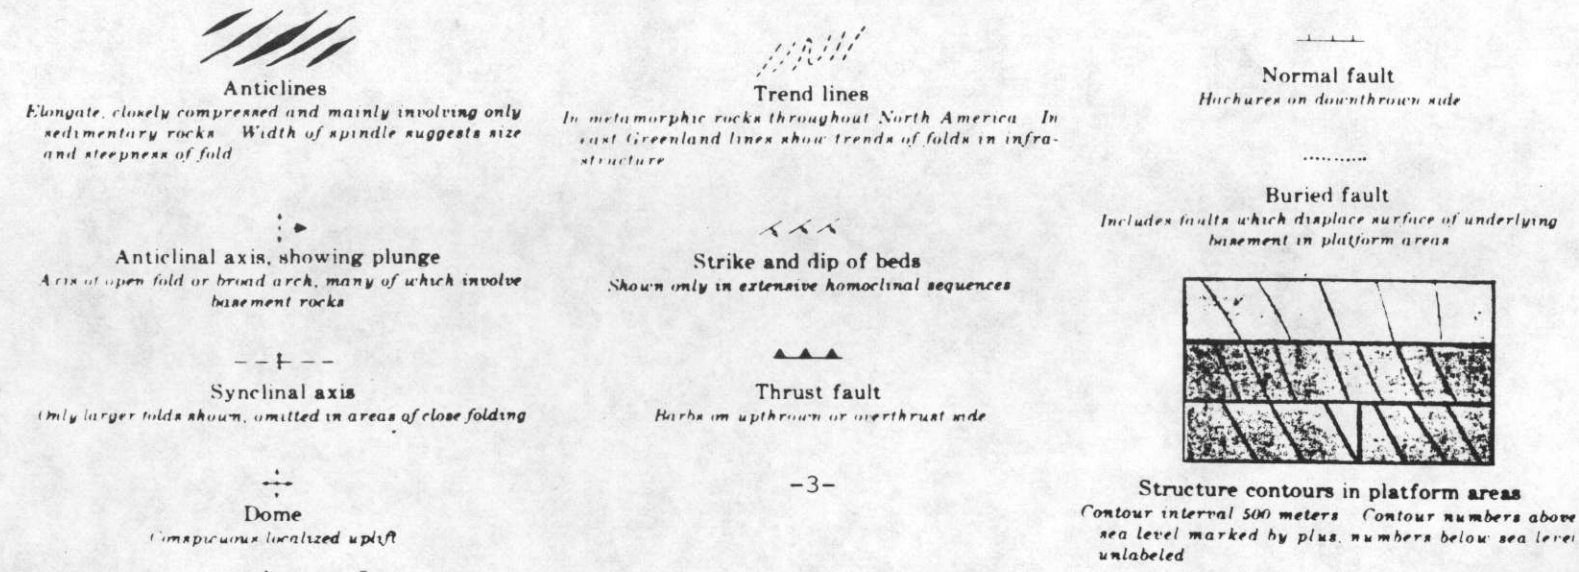 Anticlines
Elongate, closely compressed and mainly involving only
sedimentary rocks Width of spindle suggests size
and steepness of fold
Anticlinal axis, showing plunge
Axis of open fold or broad arch, many of which involve
basement rocks
Synclinal axis
Only larger folds shown, omitted in areas of close folding
Dome
Conspicuous localized uplift
Trend lines
In metamorphic rocks throughout North America In
east Greenland lines show trends of folds in infra-
structure
Strike and dip of beds
Shown only in extensive homoclinal sequences
Thrust fault
Barbs on upthrown or overthrust side
-3-
Normal fault
Hachures on downthrown side
Buried fault
Includes faults which displace surface of underlying
basement in platform areas
Structure contours in platform areas
Contour interval 500 meters Contour numbers above
sea level marked by plus, numbers below sea level
unlabeled